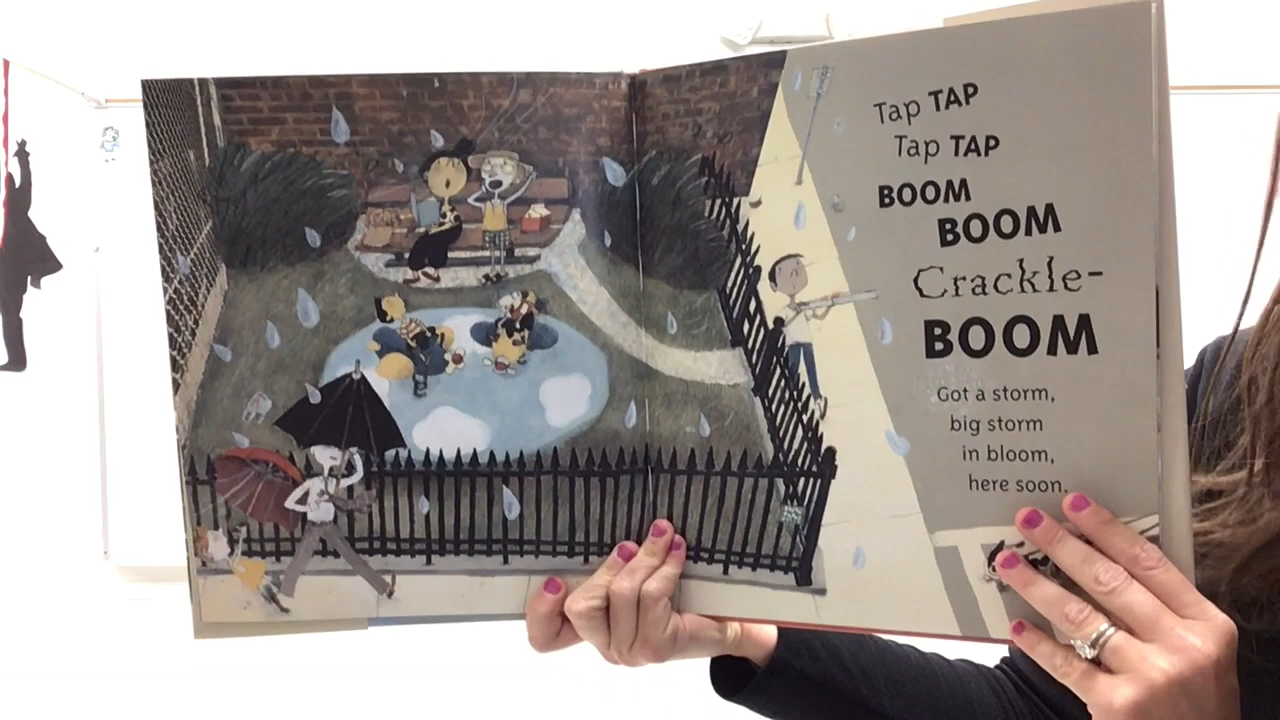 Tap TAP
Tap TAP
BOOM
BOOM
Crackle-
BOOM
Got a storm,
big storm
in bloom,
here soon.